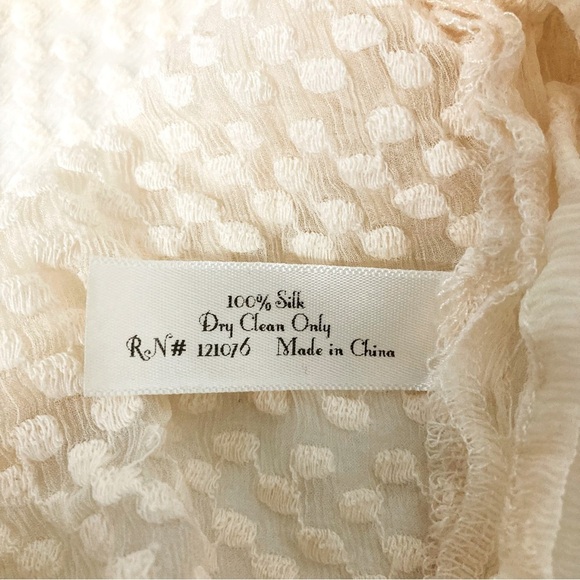 100% Silk
Dry Clean Only
RN# 121076 Made in China